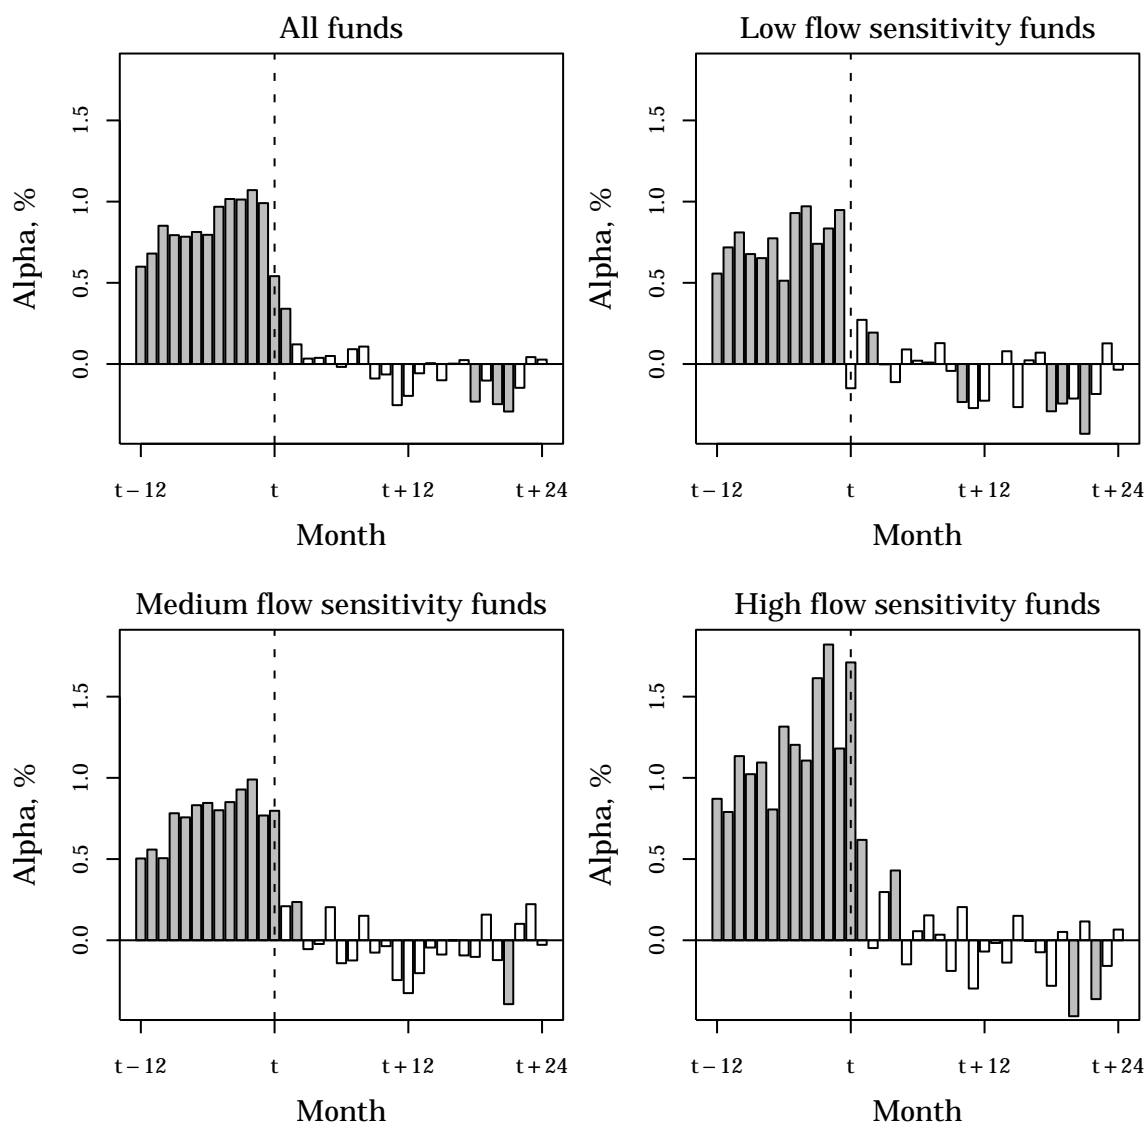 All funds
Alpha, %
0.0 0.5 1.0 1.5
t − 12 t t + 12 t + 24
Month
Low flow sensitivity funds
Alpha, %
0.0 0.5 1.0 1.5
t − 12 t t + 12 t + 24
Month
Medium flow sensitivity funds
Alpha, %
0.0 0.5 1.0 1.5
t − 12 t t + 12 t + 24
Month
High flow sensitivity funds
Alpha, %
0.0 0.5 1.0 1.5
t − 12 t t + 12 t + 24
Month